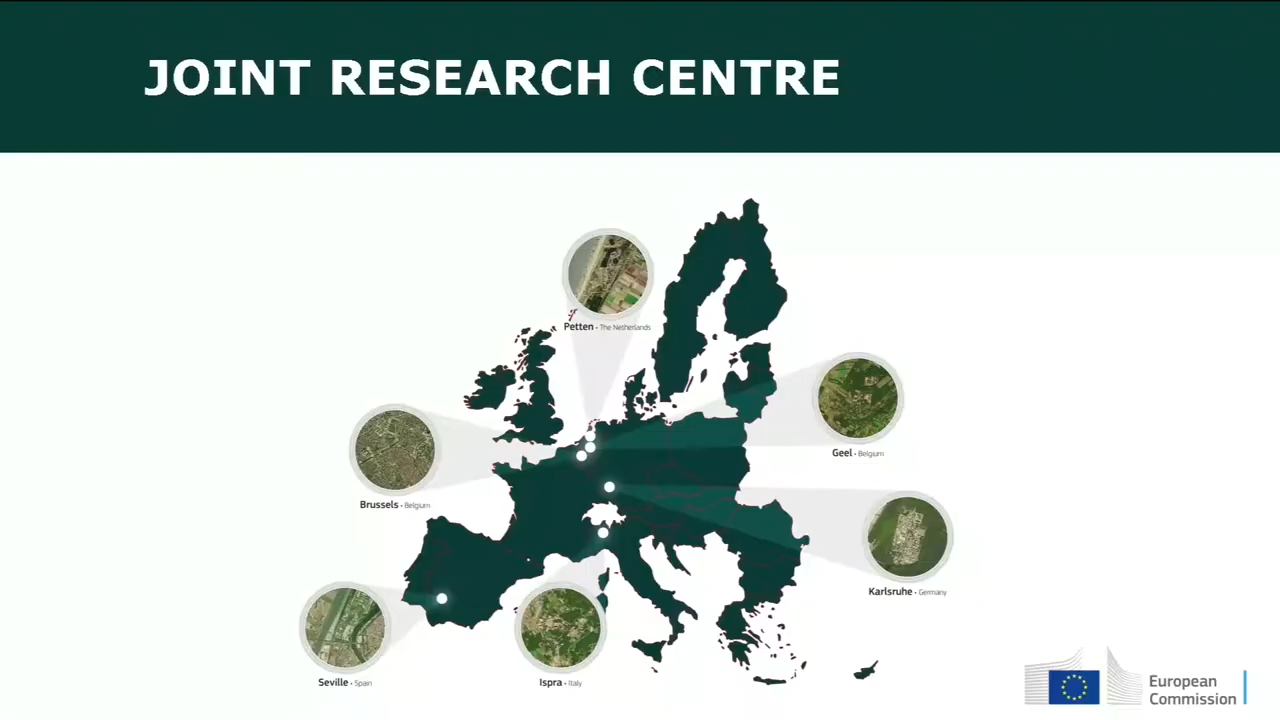 JOINT RESEARCH CENTRE
Petten - The Netherlands
Geel - Belgium
Brussels - Belgium
Karlsruhe - Germany
Seville - Spain
Ispra - Italy
European
Commission